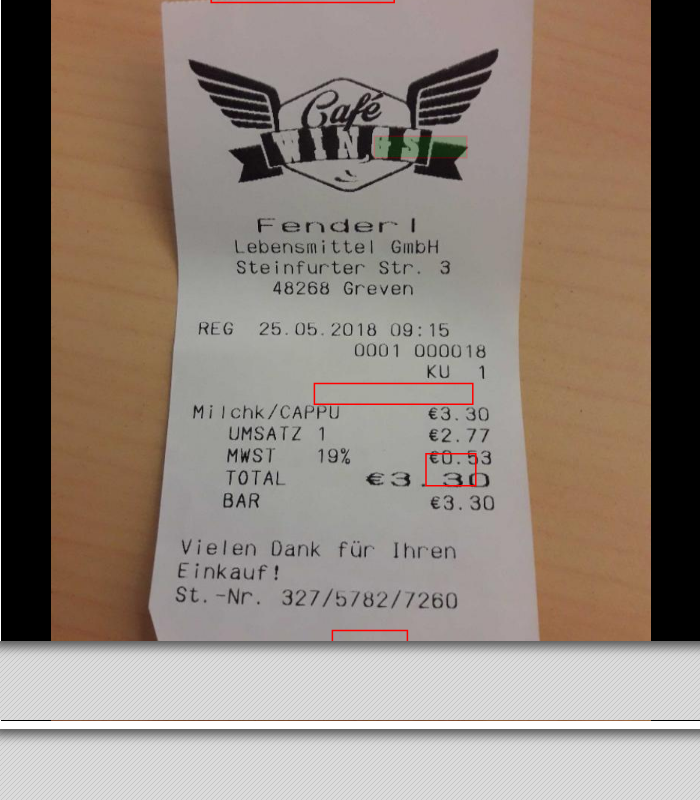 Café
WINGS
Fenderl
Lebensmittel GmbH
Steinfurter Str. 3
48268 Greven
REG 25.05.2018 09:15
0001 000018
KU 1
Milchk/CAPPU €3.30
UMSATZ 1 €2.77
MWST 19% €0.53
TOTAL €3.30
BAR €3.30
Vielen Dank für Ihren
Einkauf!
St.-Nr. 327/5782/7260